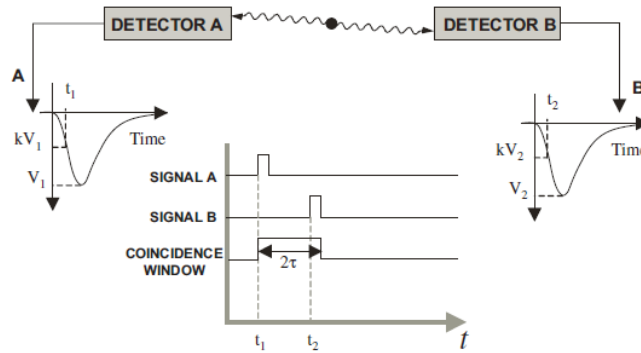 DETECTOR A
DETECTOR B
A
B
t₁
t₂
kV₁
Time
V₁
kV₂
Time
V₂
SIGNAL A
SIGNAL B
COINCIDENCE
WINDOW
2τ
t₁
t₂
t